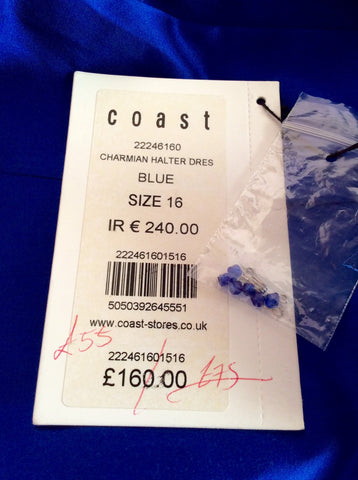 coast
22246160
CHARMIAN HALTER DRES
BLUE
SIZE 16
IR € 240.00
222461601516
5050392645551
www.coast-stores.co.uk
£55
222461601516
£160.00
£75